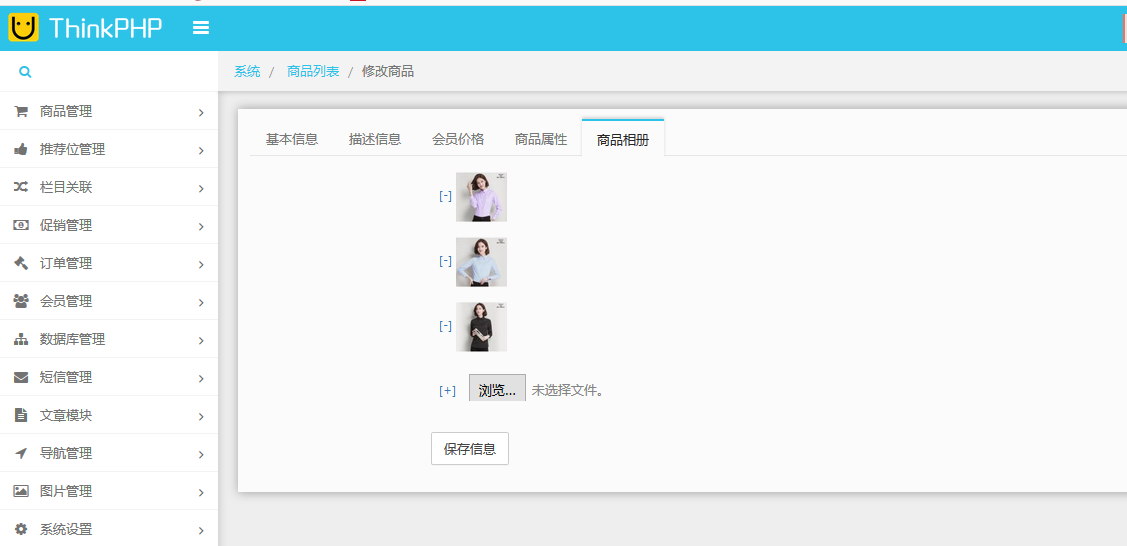 ThinkPHP
系统 / 商品列表 / 修改商品
商品管理
推荐位管理
栏目关联
促销管理
订单管理
会员管理
数据库管理
短信管理
文章模块
导航管理
图片管理
系统设置
基本信息 描述信息 会员价格 商品属性 商品相册
[-]
[-]
[-]
[+] 浏览... 未选择文件。
保存信息